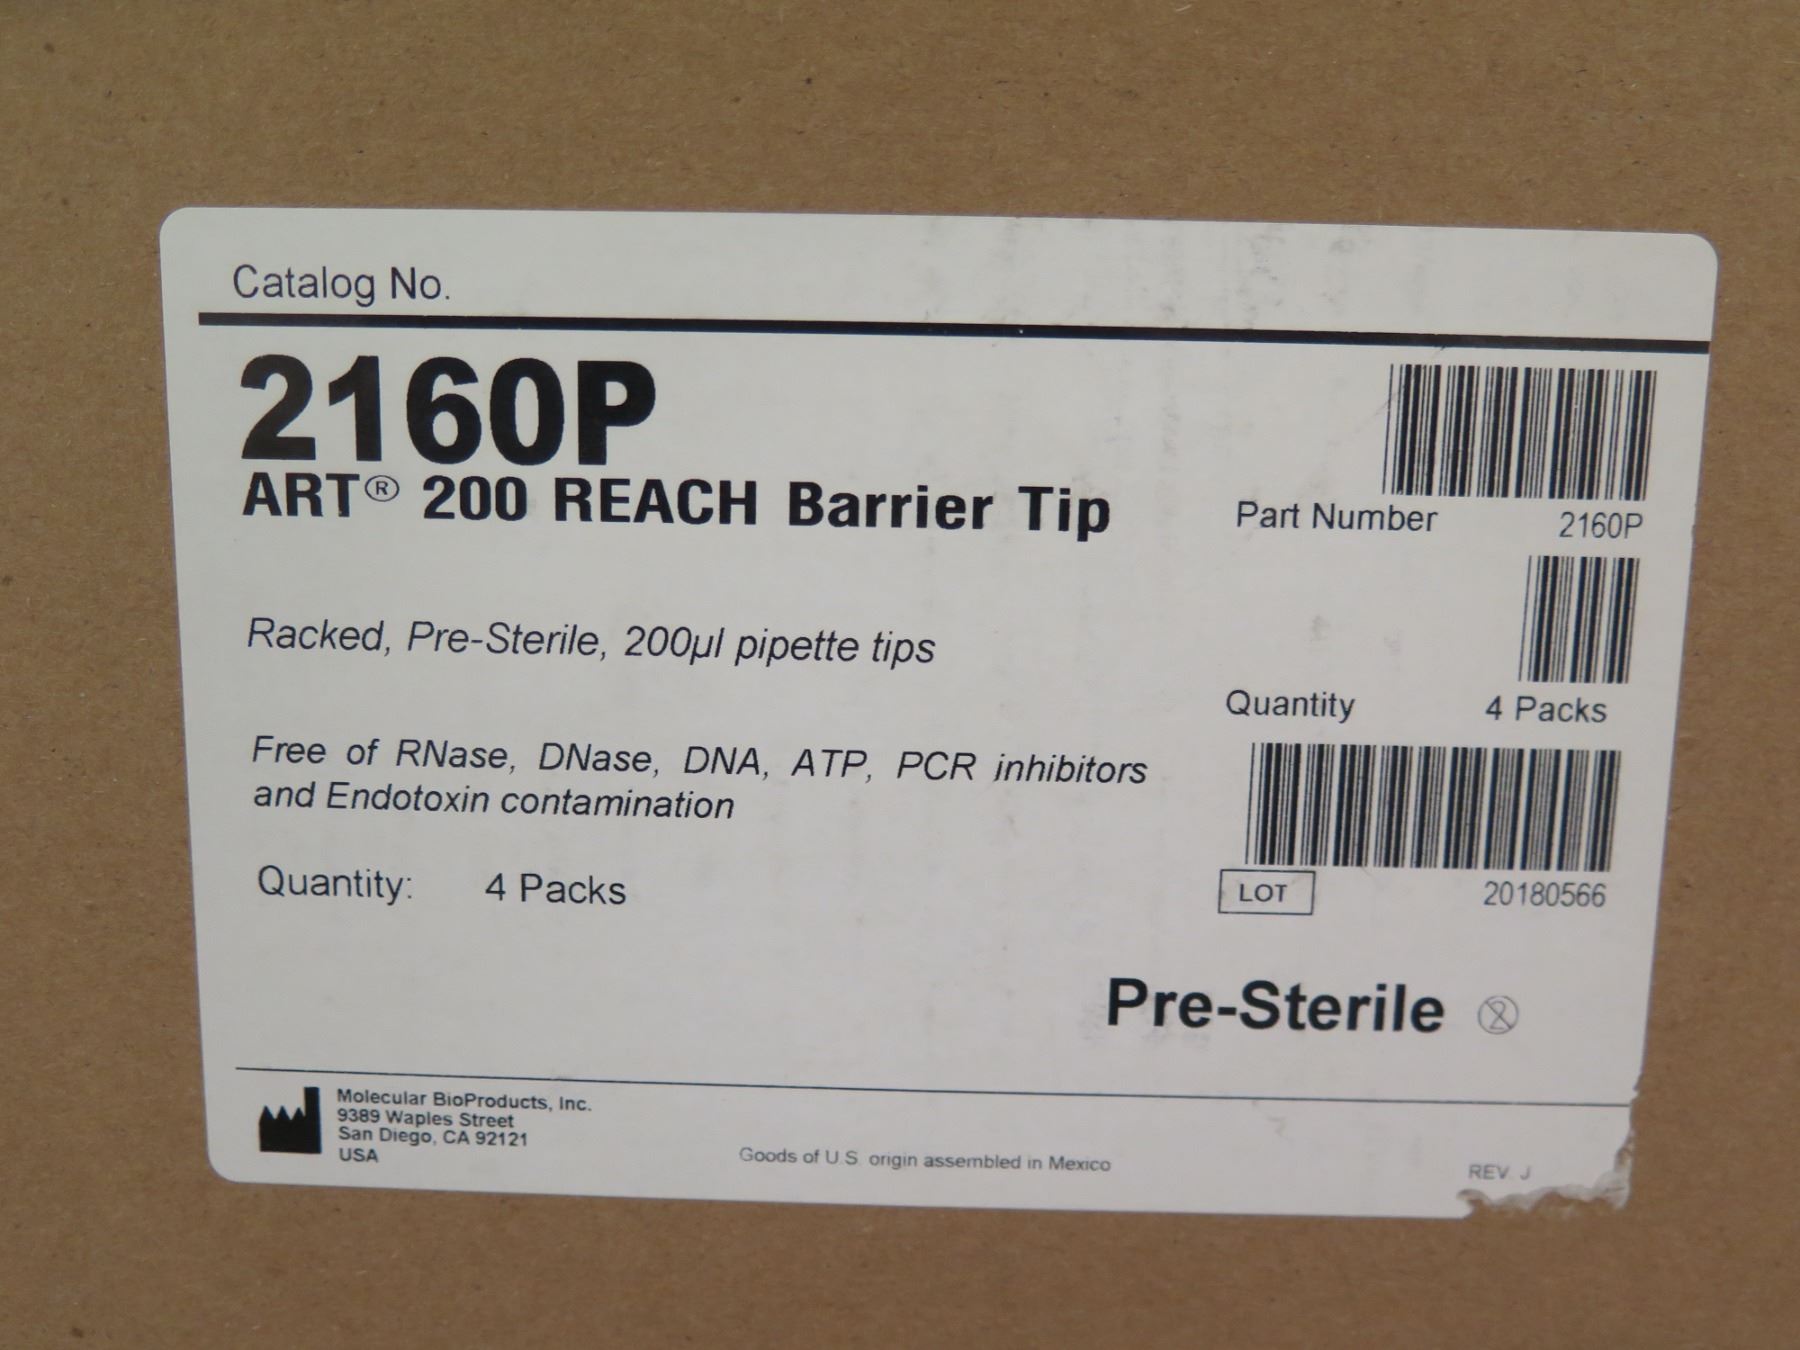 Catalog No.
2160P
ART® 200 REACH Barrier Tip
Racked, Pre-Sterile, 200µl pipette tips
Free of RNase, DNase, DNA, ATP, PCR inhibitors
and Endotoxin contamination
Quantity: 4 Packs
Part Number 2160P
Quantity 4 Packs
LOT 20180566
Pre-Sterile 2
Molecular BioProducts, Inc.
9389 Waples Street
San Diego, CA 92121
USA
Goods of U.S. origin assembled in Mexico
REV. J